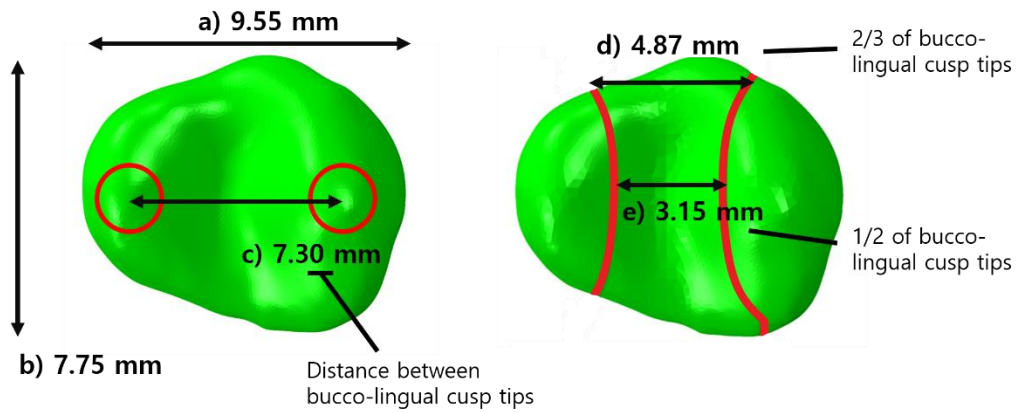 a) 9.55 mm
b) 7.75 mm
c) 7.30 mm
Distance between
bucco-lingual cusp tips
d) 4.87 mm
2/3 of bucco-
lingual cusp tips
e) 3.15 mm
1/2 of bucco-
lingual cusp tips